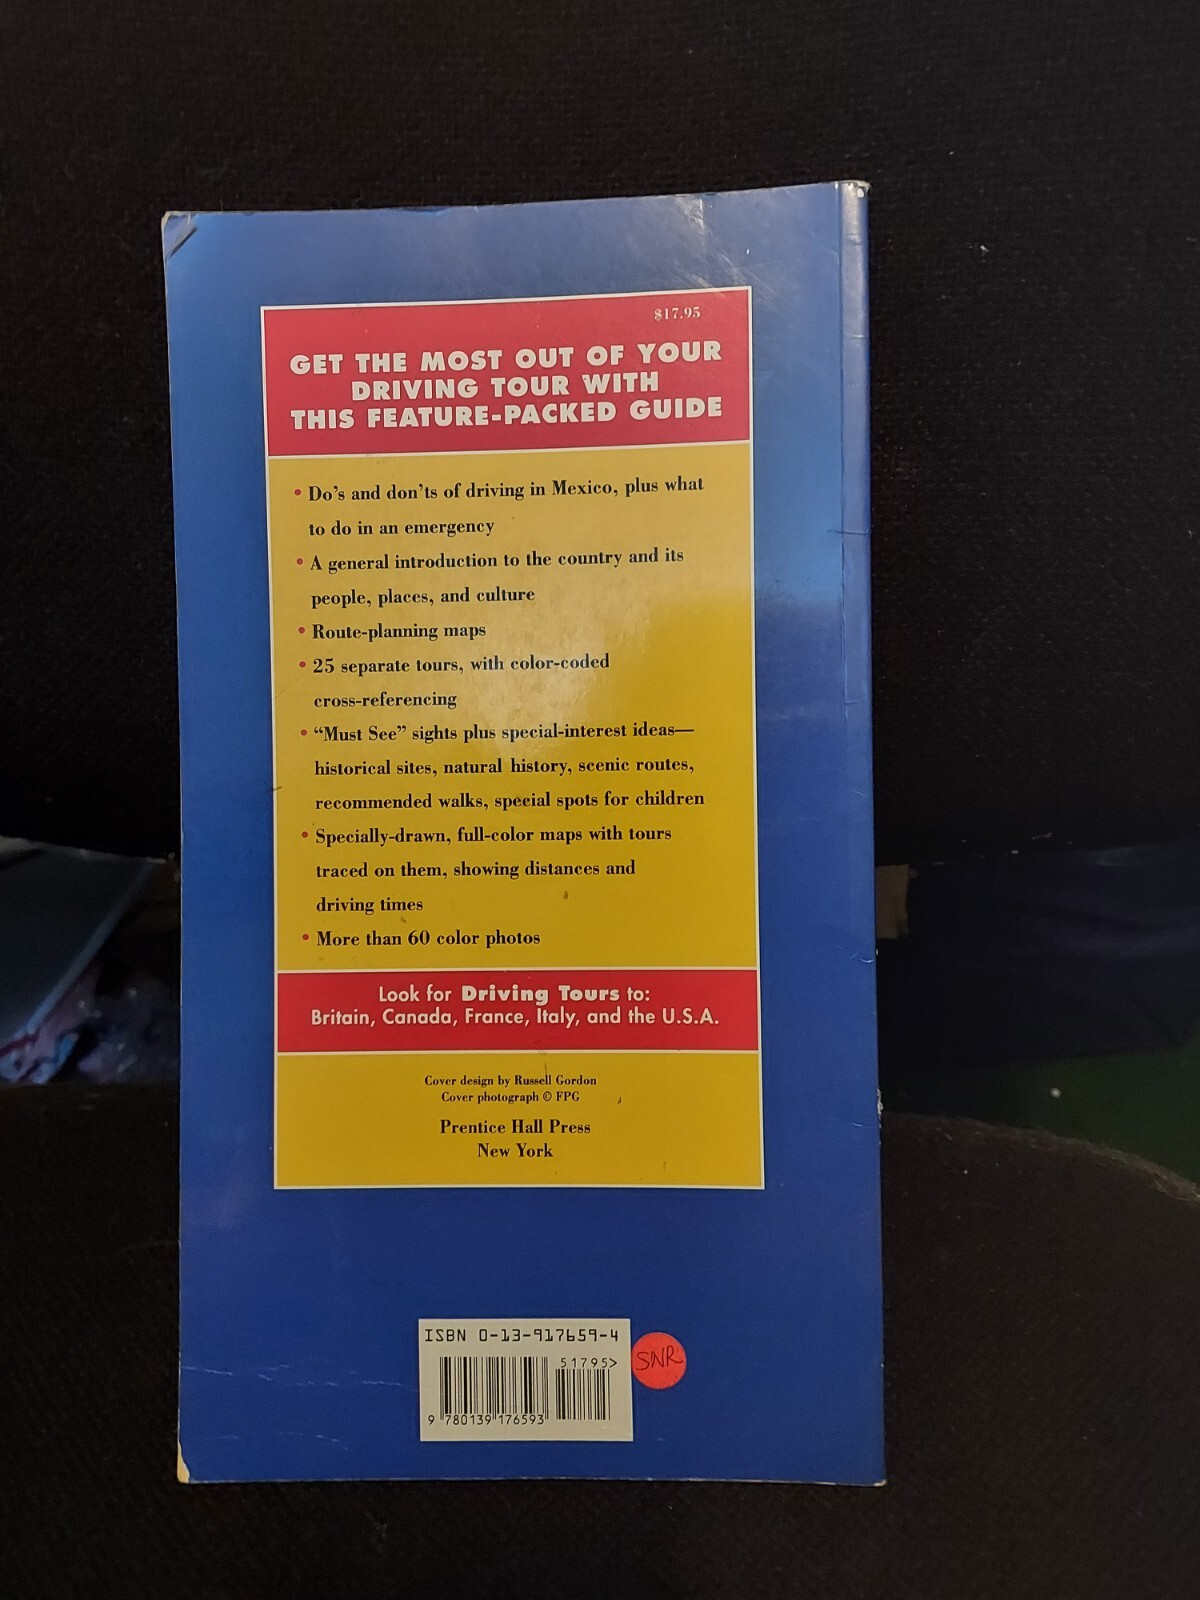 $17.95
GET THE MOST OUT OF YOUR
DRIVING TOUR WITH
THIS FEATURE-PACKED GUIDE
• Do's and don'ts of driving in Mexico, plus what
to do in an emergency
• A general introduction to the country and its
people, places, and culture
• Route-planning maps
• 25 separate tours, with color-coded
cross-referencing
• “Must See” sights plus special-interest ideas—
historical sites, natural history, scenic routes,
recommended walks, special spots for children
• Specially-drawn, full-color maps with tours
traced on them, showing distances and
driving times
• More than 60 color photos
Look for Driving Tours to:
Britain, Canada, France, Italy, and the U.S.A.
Cover design by Russell Gordon
Cover photograph © FPG
Prentice Hall Press
New York
ISBN 0-13-917659-4
51795>
9 780139 176593
SNR